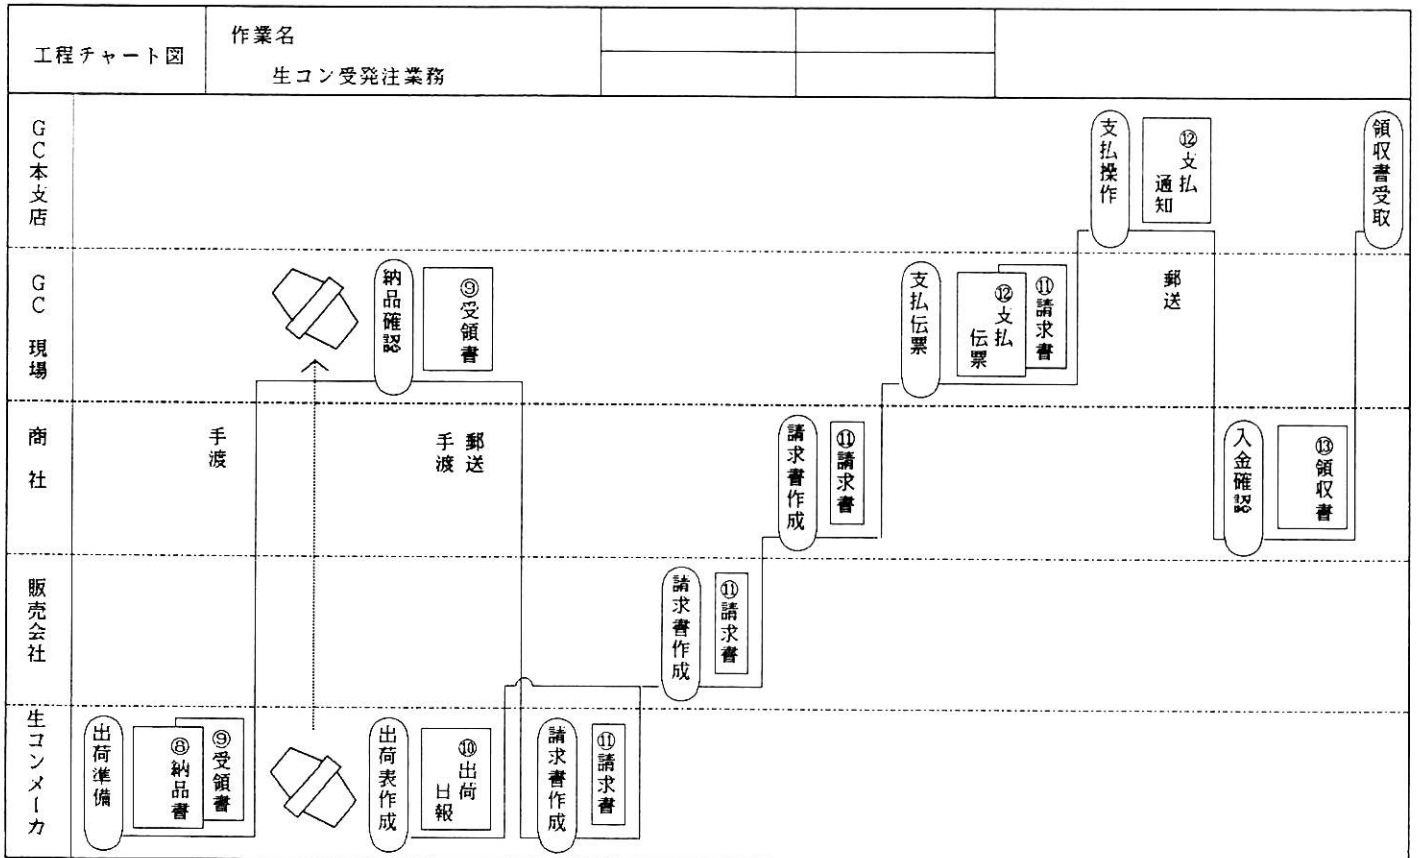 工程チャート図
作業名
生コン受発注業務
GC本支店
支払操作
⑫支払
通知
領収書受取
GC現場
納品確認
⑨受領書
支払伝票
⑫支払
伝票
⑪請求書
郵送
商社
手渡
郵送
手渡
請求書作成
⑪請求書
入金確認
⑬領収書
販売会社
請求書作成
⑪請求書
生コンメーカ
出荷準備
⑧納品書
⑨受領書
出荷表作成
⑩出荷
日報
請求書作成
⑪請求書